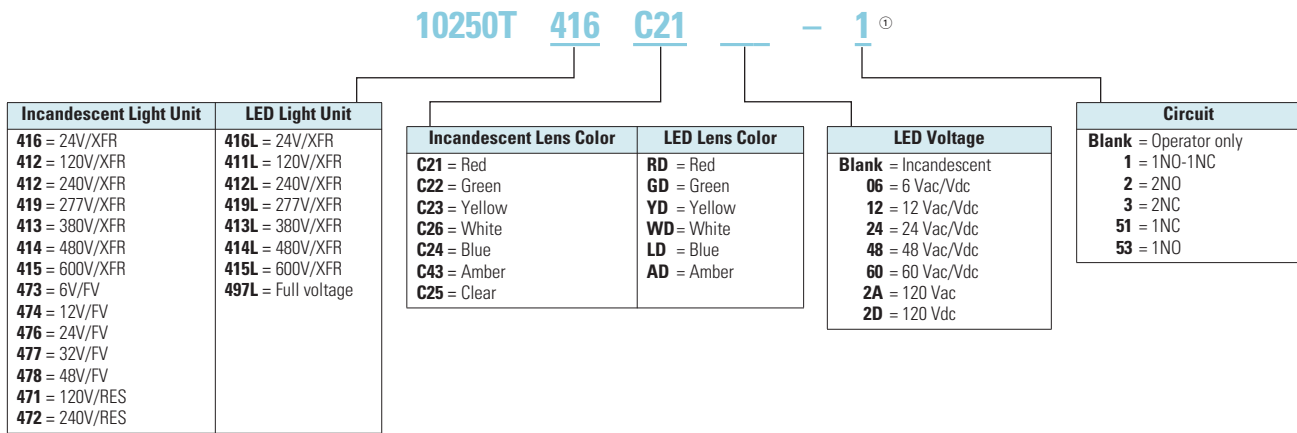 10250T 416 C21 – 1 ①
Incandescent Light Unit
416 = 24V/XFR
412 = 120V/XFR
412 = 240V/XFR
419 = 277V/XFR
413 = 380V/XFR
414 = 480V/XFR
415 = 600V/XFR
473 = 6V/FV
474 = 12V/FV
476 = 24V/FV
477 = 32V/FV
478 = 48V/FV
471 = 120V/RES
472 = 240V/RES
LED Light Unit
416L = 24V/XFR
411L = 120V/XFR
412L = 240V/XFR
419L = 277V/XFR
413L = 380V/XFR
414L = 480V/XFR
415L = 600V/XFR
497L = Full voltage
Incandescent Lens Color
C21 = Red
C22 = Green
C23 = Yellow
C26 = White
C24 = Blue
C43 = Amber
C25 = Clear
LED Lens Color
RD = Red
GD = Green
YD = Yellow
WD = White
LD = Blue
AD = Amber
LED Voltage
Blank = Incandescent
06 = 6 Vac/Vdc
12 = 12 Vac/Vdc
24 = 24 Vac/Vdc
48 = 48 Vac/Vdc
60 = 60 Vac/Vdc
2A = 120 Vac
2D = 120 Vdc
Circuit
Blank = Operator only
1 = 1NO-1NC
2 = 2NO
3 = 2NC
51 = 1NC
53 = 1NO